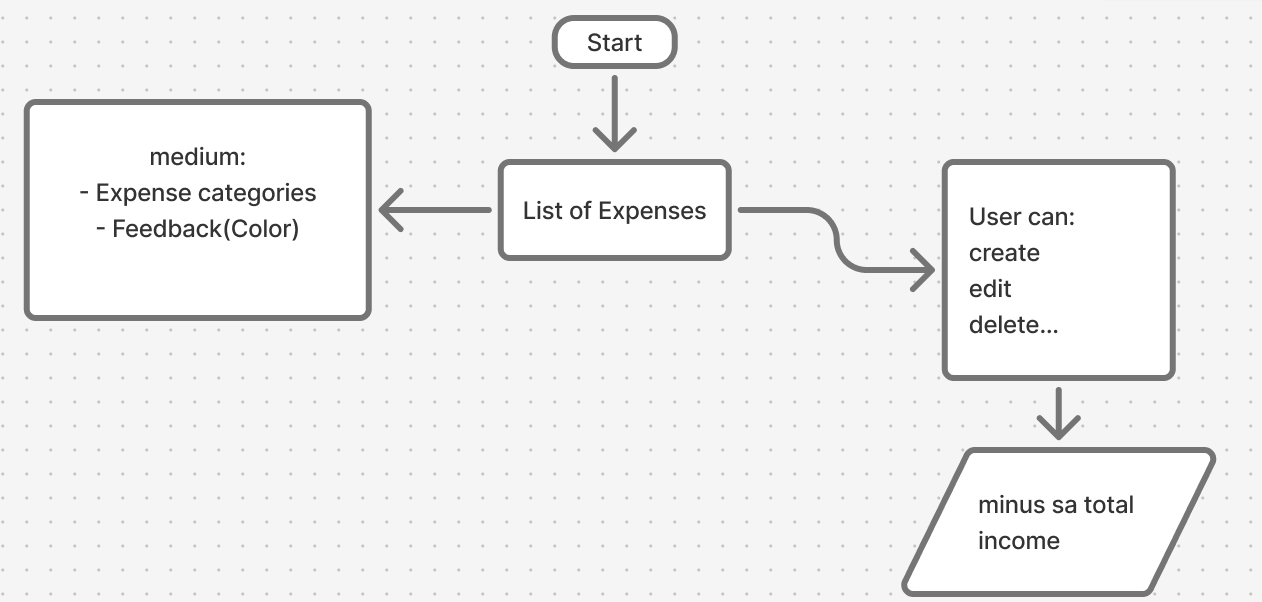 Start
medium:
- Expense categories
- Feedback(Color)
List of Expenses
User can:
create
edit
delete...
minus sa total
income